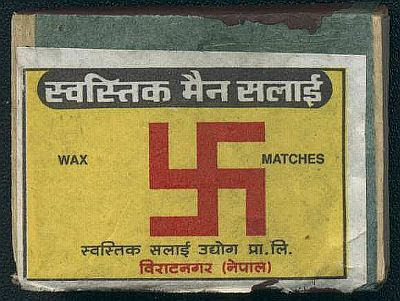 स्वस्तिक मैन सलाई
WAX MATCHES
स्वस्तिक सलाई उद्योग प्रा.लि.
विराटनगर (नेपाल)